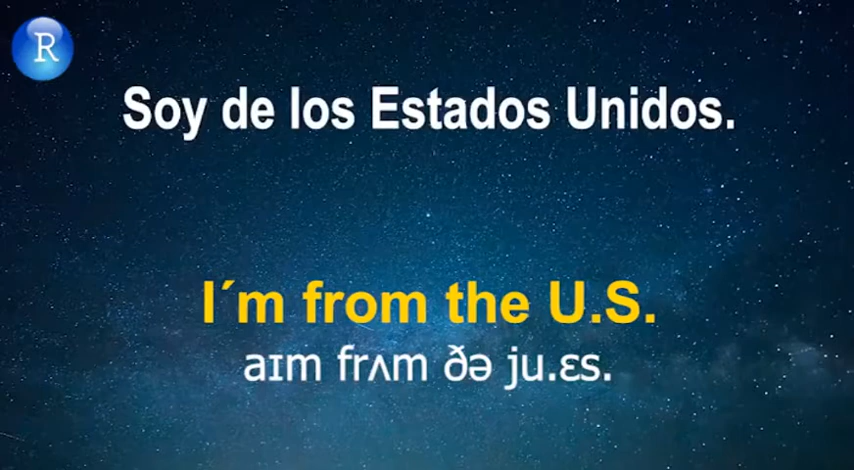 R
Soy de los Estados Unidos.
I´m from the U.S.
aɪm frʌm ðə ju.ɛs.